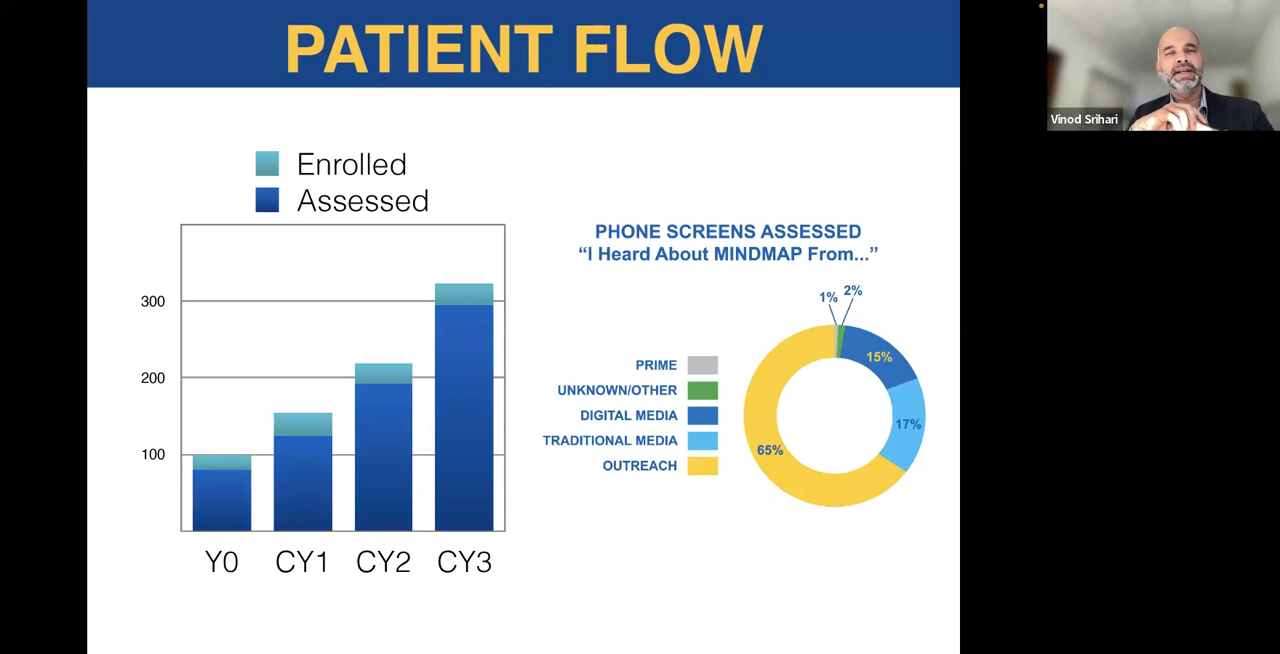 PATIENT FLOW
Vinod Srihari
Enrolled
Assessed
300
200
100
Y0 CY1 CY2 CY3
PHONE SCREENS ASSESSED
“I Heard About MINDMAP From...”
1% 2%
15%
17%
65%
PRIME
UNKNOWN/OTHER
DIGITAL MEDIA
TRADITIONAL MEDIA
OUTREACH